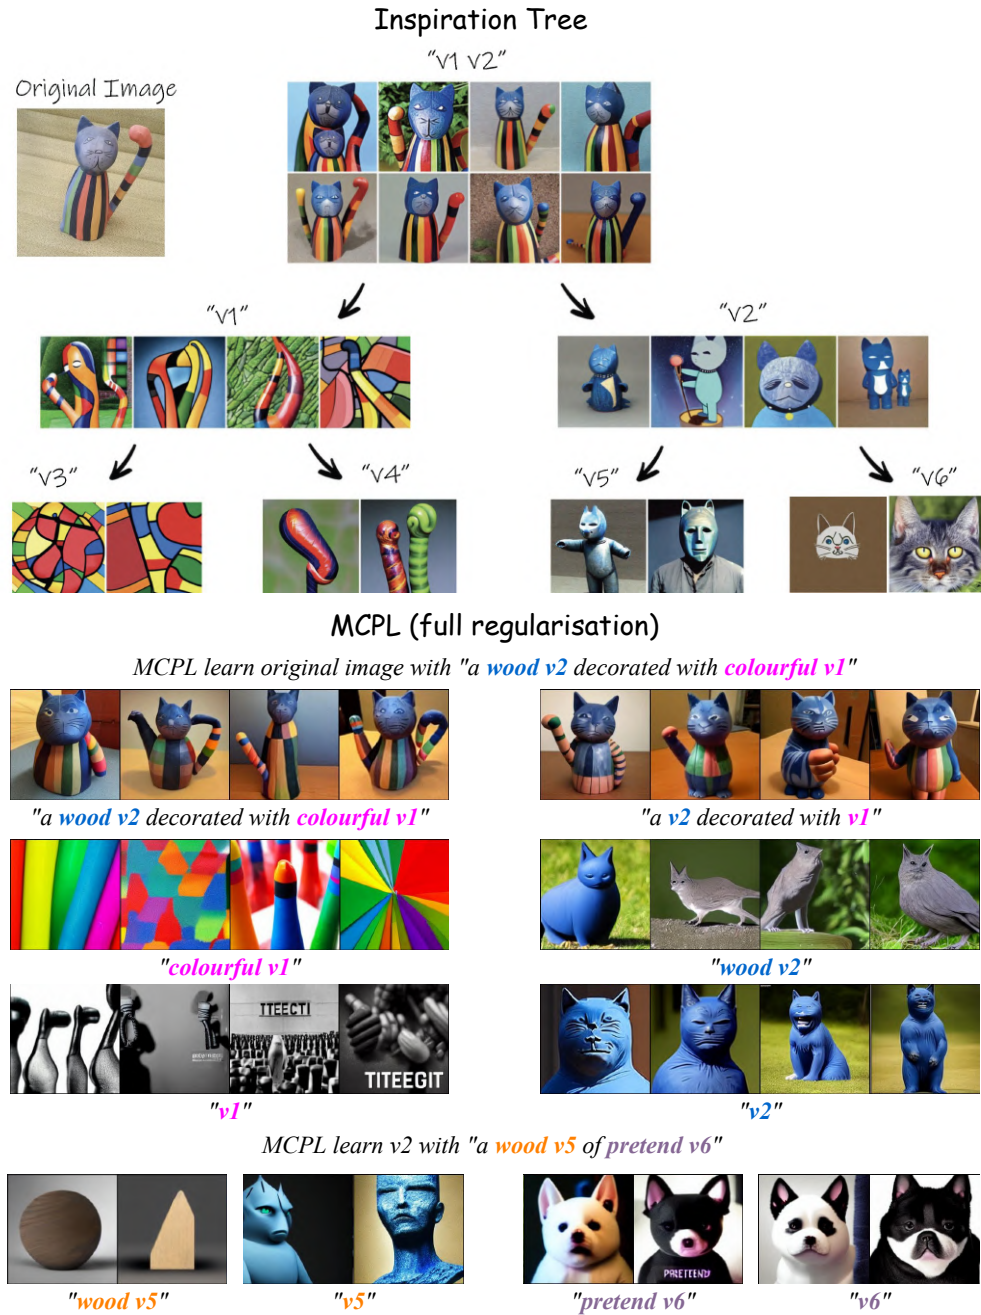 Inspiration Tree
"v1 v2"
Original Image
"v1"
"v2"
"v3"
"v4"
"v5"
"v6"
MCPL (full regularisation)
MCPL learn original image with "a wood v2 decorated with colourful v1"
"a wood v2 decorated with colourful v1"
"a v2 decorated with v1"
"colourful v1"
"wood v2"
TTEECTI
TITEEGIT
"v1"
"v2"
MCPL learn v2 with "a wood v5 of pretend v6"
"wood v5"
"v5"
"pretend v6"
"v6"